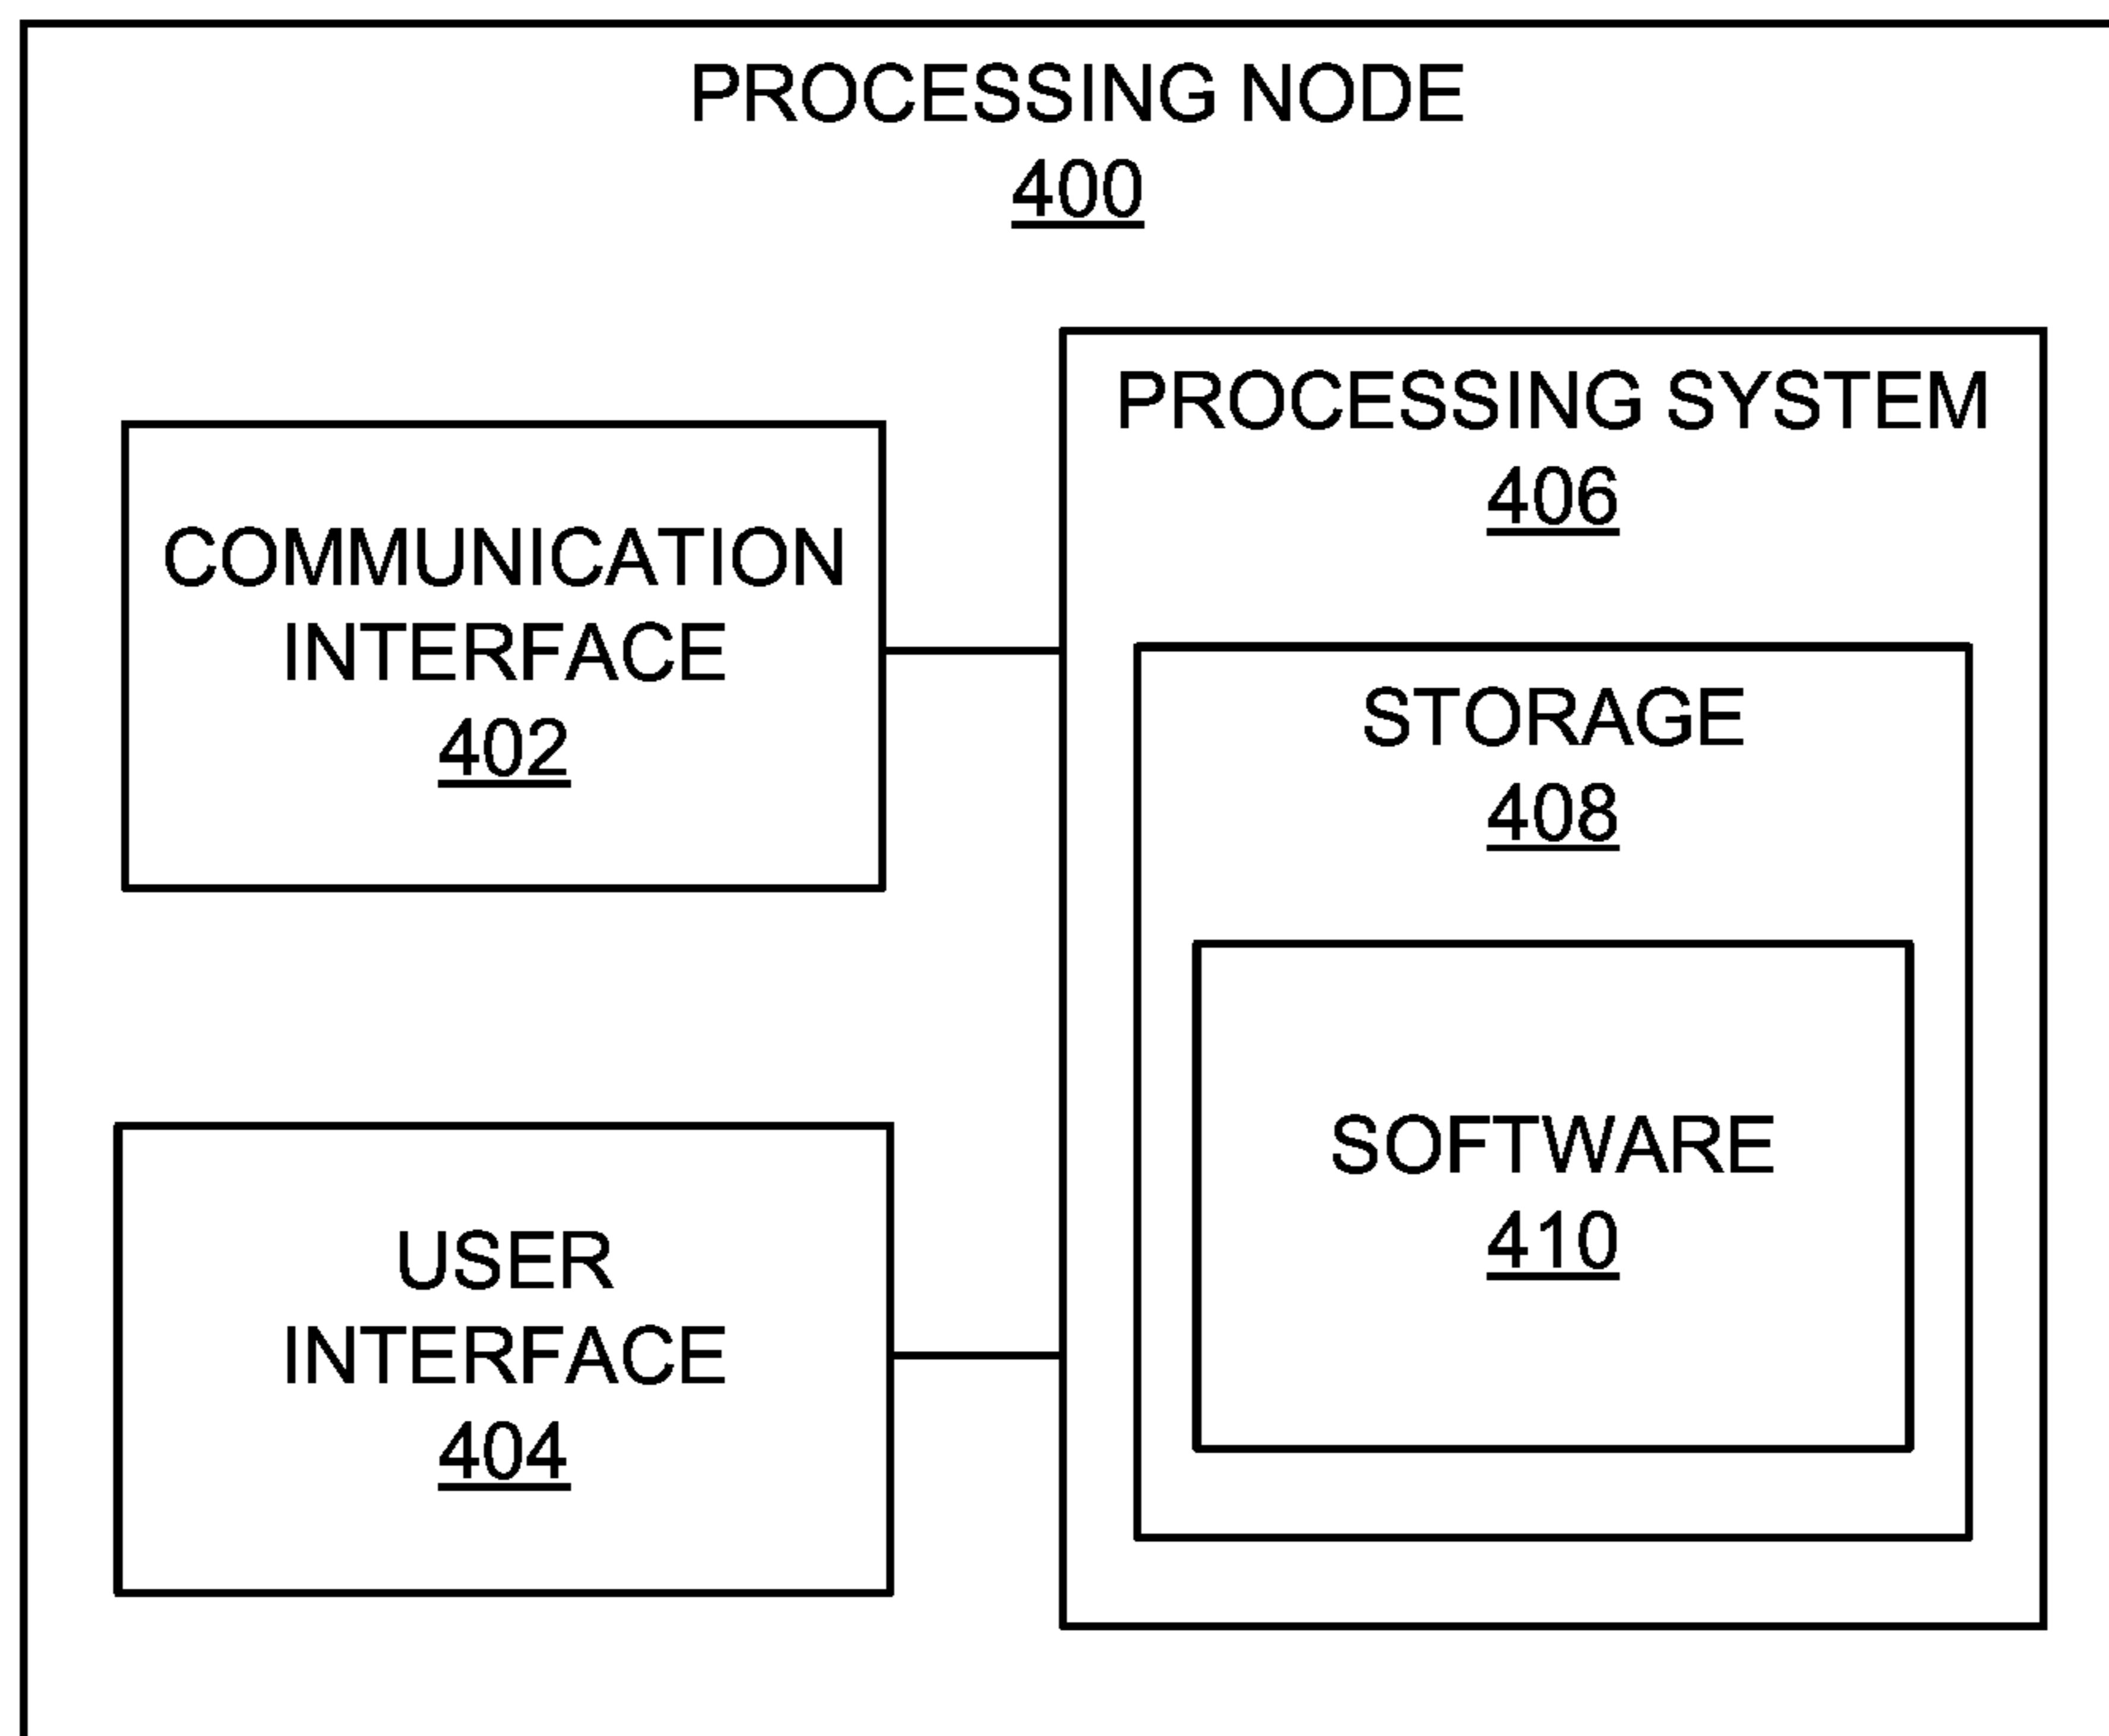 PROCESSING NODE
400
PROCESSING SYSTEM
406
COMMUNICATION
INTERFACE
402
STORAGE
408
SOFTWARE
410
USER
INTERFACE
404